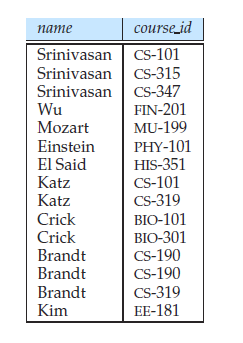 name course_id
Srinivasan CS-101
Srinivasan CS-315
Srinivasan CS-347
Wu FIN-201
Mozart MU-199
Einstein PHY-101
El Said HIS-351
Katz CS-101
Katz CS-319
Crick BIO-101
Crick BIO-301
Brandt CS-190
Brandt CS-190
Brandt CS-319
Kim EE-181